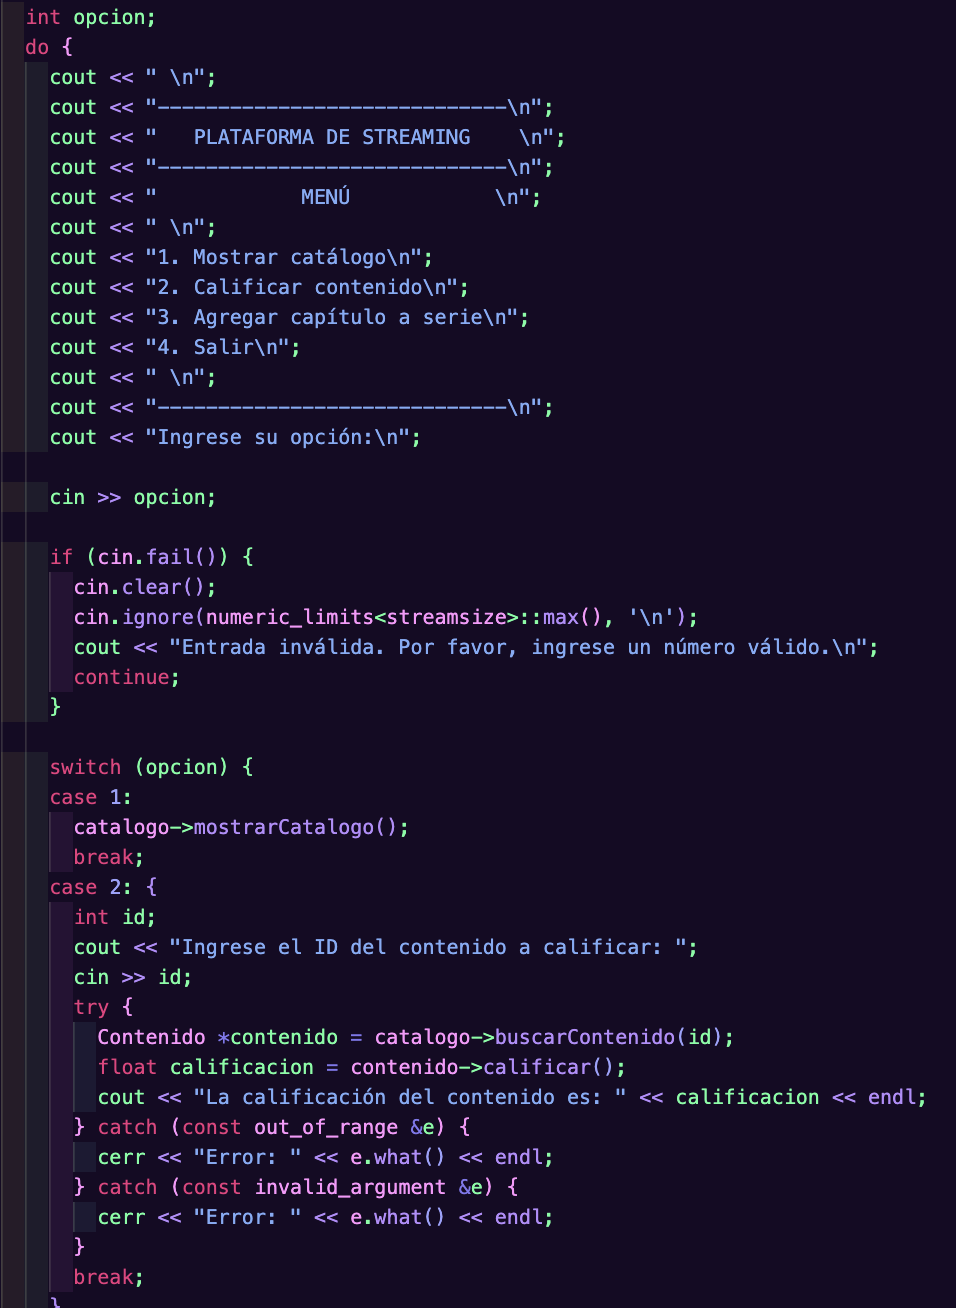 int opcion;
do {
  cout << " \n";
  cout << "-----------------------------\n";
  cout << "   PLATAFORMA DE STREAMING    \n";
  cout << "-----------------------------\n";
  cout << "            MENÚ            \n";
  cout << " \n";
  cout << "1. Mostrar catálogo\n";
  cout << "2. Calificar contenido\n";
  cout << "3. Agregar capítulo a serie\n";
  cout << "4. Salir\n";
  cout << " \n";
  cout << "-----------------------------\n";
  cout << "Ingrese su opción:\n";

  cin >> opcion;

  if (cin.fail()) {
    cin.clear();
    cin.ignore(numeric_limits<streamsize>::max(), '\n');
    cout << "Entrada inválida. Por favor, ingrese un número válido.\n";
    continue;
  }

  switch (opcion) {
  case 1:
    catalogo->mostrarCatalogo();
    break;
  case 2: {
    int id;
    cout << "Ingrese el ID del contenido a calificar: ";
    cin >> id;
    try {
      Contenido *contenido = catalogo->buscarContenido(id);
      float calificacion = contenido->calificar();
      cout << "La calificación del contenido es: " << calificacion << endl;
    } catch (const out_of_range &e) {
      cerr << "Error: " << e.what() << endl;
    } catch (const invalid_argument &e) {
      cerr << "Error: " << e.what() << endl;
    }
    break;
  }